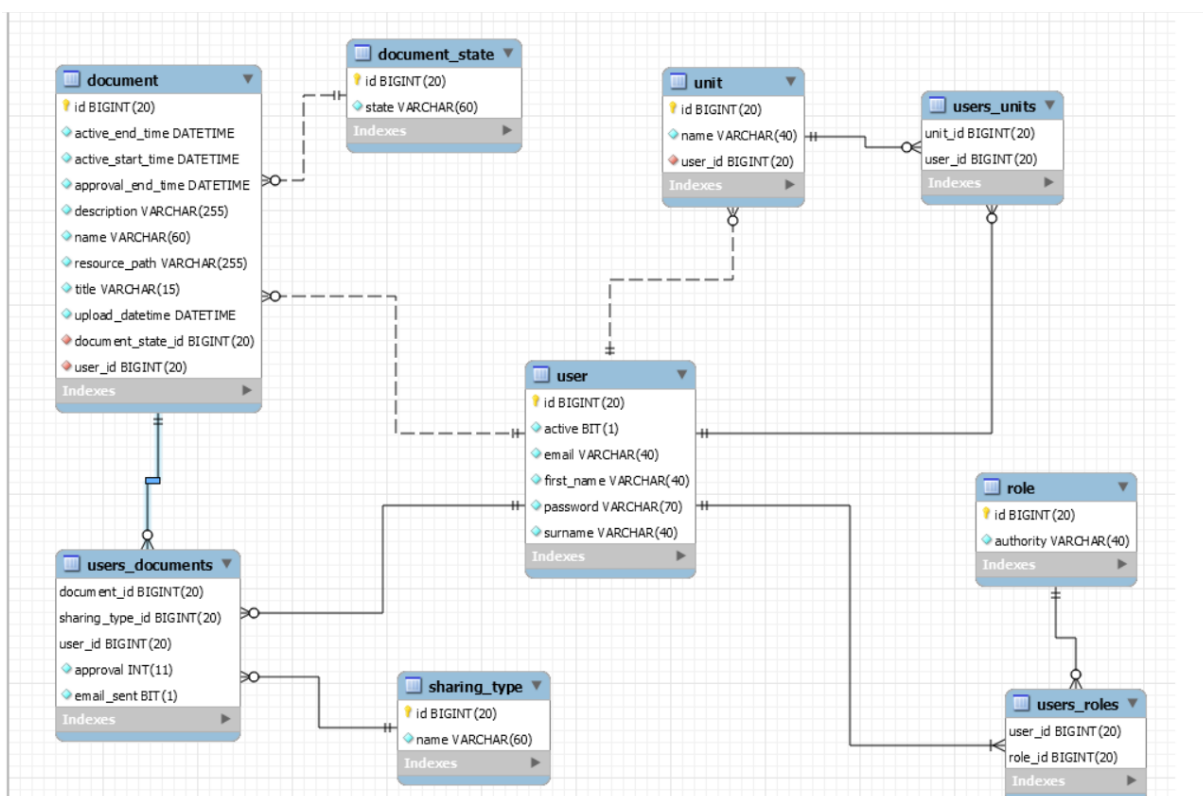 document
id BIGINT(20)
active_end_time DATETIME
active_start_time DATETIME
approval_end_time DATETIME
description VARCHAR(255)
name VARCHAR(60)
resource_path VARCHAR(255)
title VARCHAR(15)
upload_datetime DATETIME
document_state_id BIGINT(20)
user_id BIGINT(20)
Indexes
document_state
id BIGINT(20)
state VARCHAR(60)
Indexes
unit
id BIGINT(20)
name VARCHAR(40)
user_id BIGINT(20)
Indexes
users_units
unit_id BIGINT(20)
user_id BIGINT(20)
Indexes
user
id BIGINT(20)
active BIT(1)
email VARCHAR(40)
first_name VARCHAR(40)
password VARCHAR(70)
surname VARCHAR(40)
Indexes
role
id BIGINT(20)
authority VARCHAR(40)
Indexes
users_documents
document_id BIGINT(20)
sharing_type_id BIGINT(20)
user_id BIGINT(20)
approval INT(11)
email_sent BIT(1)
Indexes
sharing_type
id BIGINT(20)
name VARCHAR(60)
Indexes
users_roles
user_id BIGINT(20)
role_id BIGINT(20)
Indexes